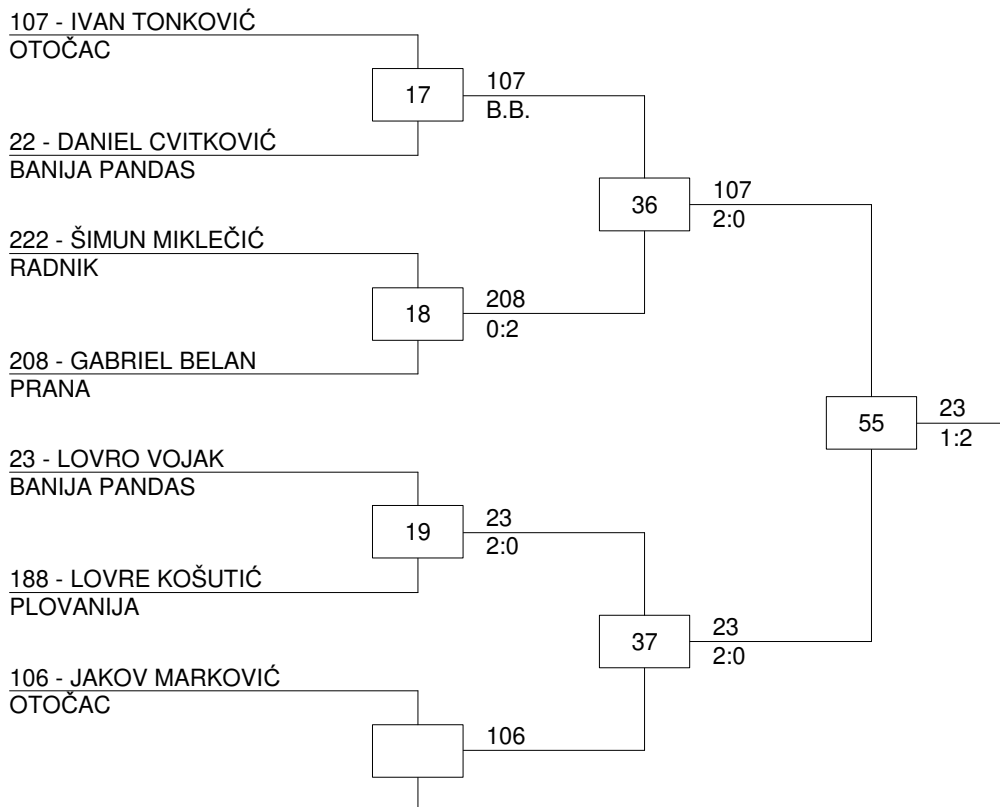 107 - IVAN TONKOVIĆ
OTOČAC
17
107
B.B.
22 - DANIEL CVITKOVIĆ
BANIJA PANDAS
36
107
2:0
222 - ŠIMUN MIKLEČIĆ
RADNIK
18
208
0:2
208 - GABRIEL BELAN
PRANA
55
23
1:2
23 - LOVRO VOJAK
BANIJA PANDAS
19
23
2:0
188 - LOVRE KOŠUTIĆ
PLOVANIJA
37
23
2:0
106 - JAKOV MARKOVIĆ
OTOČAC
106